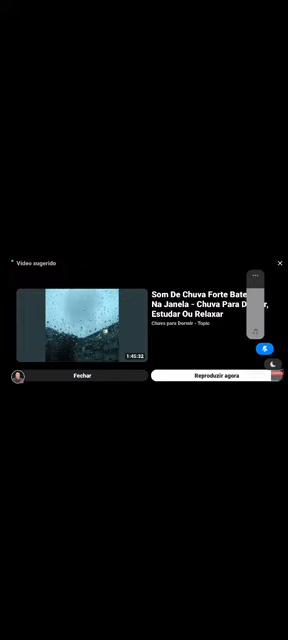 Vídeo sugerido
Som De Chuva Forte Bate
Na Janela - Chuva Para D
Estudar Ou Relaxar
Chuva para Dormir - Topic
1:45:32
Fechar
Reproduzir agora